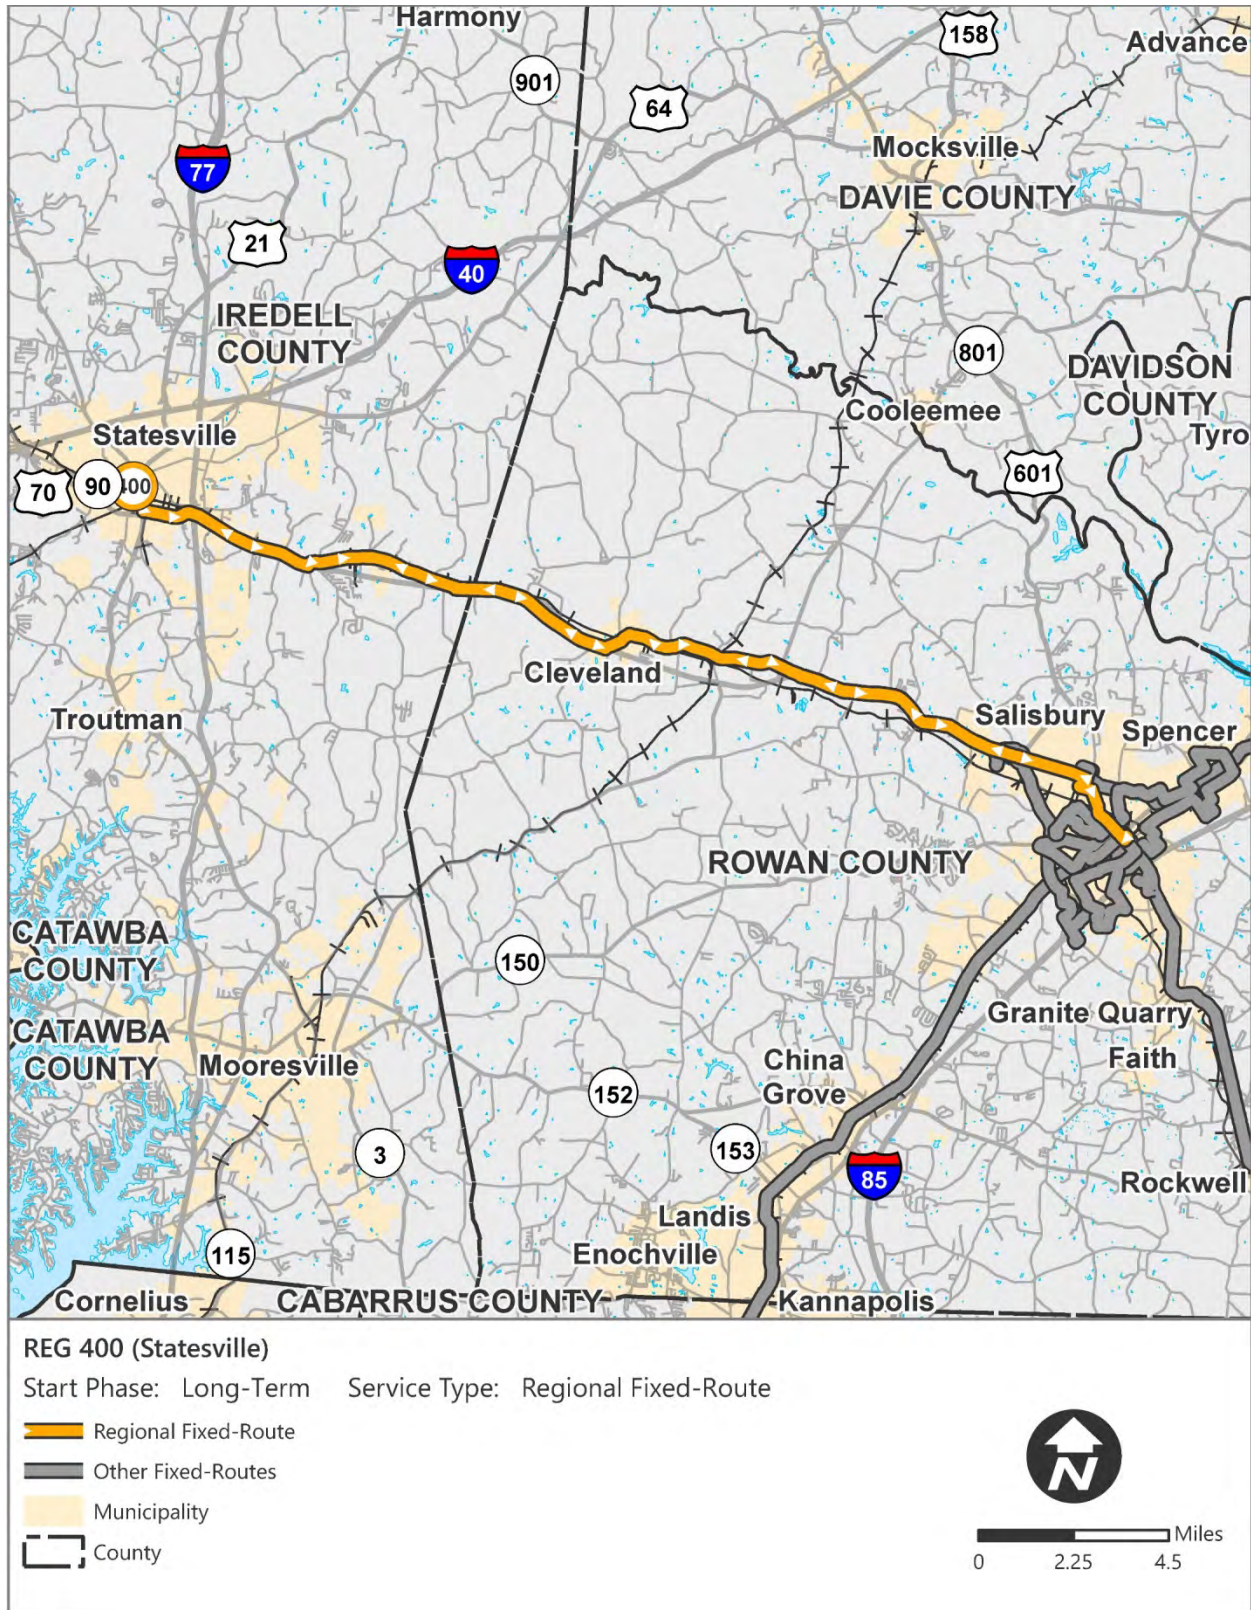 Harmony
158
Advance
901
64
77
Mocksville
DAVIE COUNTY
21
40
IREDELL
COUNTY
801
DAVIDSON
COUNTY
Cooleemee
Tyro
Statesville
601
70
90
400
Cleveland
Troutman
Salisbury
Spencer
ROWAN COUNTY
CATAWBA
COUNTY
150
Granite Quarry
CATAWBA
COUNTY
Mooresville
China
Grove
Faith
152
3
153
85
Rockwell
Landis
Enochville
115
Cornelius
CABARRUS COUNTY
Kannapolis
REG 400 (Statesville)
Start Phase: Long-Term Service Type: Regional Fixed-Route
Regional Fixed-Route
Other Fixed-Routes
Municipality
County
N
Miles
0 2.25 4.5